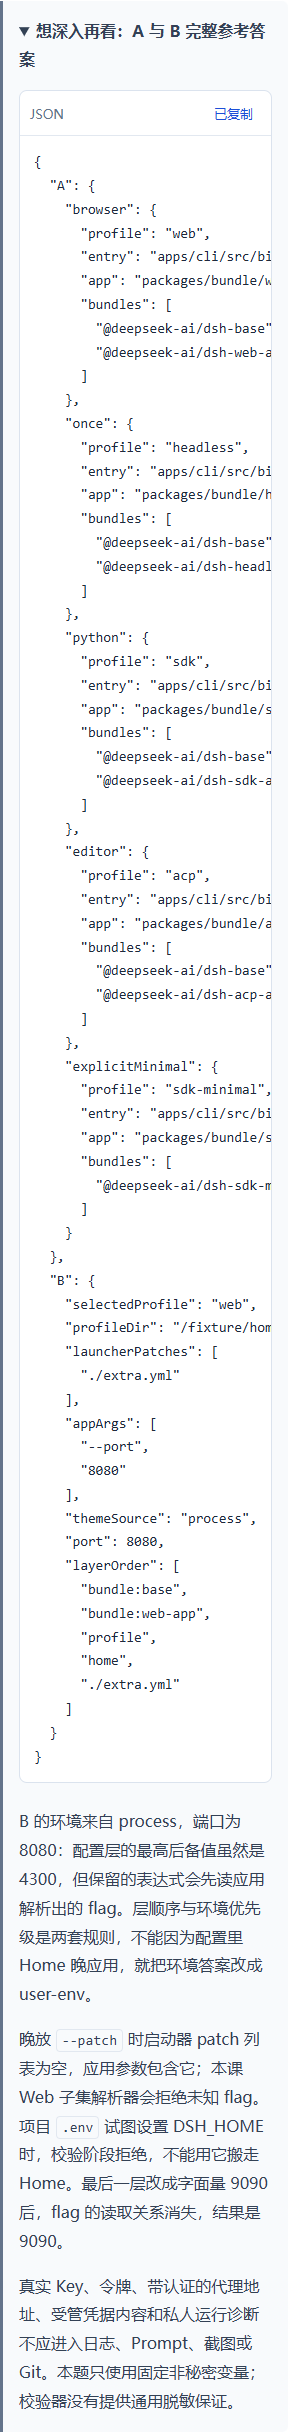 ▼ 想深入再看：A 与 B 完整参考答
案
JSON
已复制
{
"A": {
"browser": {
"profile": "web",
"entry": "apps/cli/src/bi
"app": "packages/bundle/w
"bundles": [
"@deepseek-ai/dsh-base"
"@deepseek-ai/dsh-web-a
]
},
"once": {
"profile": "headless",
"entry": "apps/cli/src/bi
"app": "packages/bundle/h
"bundles": [
"@deepseek-ai/dsh-base"
"@deepseek-ai/dsh-headl
]
},
"python": {
"profile": "sdk",
"entry": "apps/cli/src/bi
"app": "packages/bundle/s
"bundles": [
"@deepseek-ai/dsh-base"
"@deepseek-ai/dsh-sdk-a
]
},
"editor": {
"profile": "acp",
"entry": "apps/cli/src/bi
"app": "packages/bundle/a
"bundles": [
"@deepseek-ai/dsh-base"
"@deepseek-ai/dsh-acp-a
]
},
"explicitMinimal": {
"profile": "sdk-minimal",
"entry": "apps/cli/src/bi
"app": "packages/bundle/s
"bundles": [
"@deepseek-ai/dsh-sdk-m
]
}
},
"B": {
"selectedProfile": "web",
"profileDir": "/fixture/hom
"launcherPatches": [
"./extra.yml"
],
"appArgs": [
"--port",
"8080"
],
"themeSource": "process",
"port": 8080,
"layerOrder": [
"bundle:base",
"bundle:web-app",
"profile",
"home",
"./extra.yml"
]
}
}
B 的环境来自 process，端口为
8080：配置层的最高后备值虽然是
4300，但保留的表达式会先读应用
解析出的 flag。层顺序与环境优先
级是两套规则，不能因为配置里
Home 晚应用，就把环境答案改成
user-env。
晚放 --patch 时启动器 patch 列
表为空，应用参数包含它；本课
Web 子集解析器会拒绝未知 flag。
项目 .env 试图设置 DSH_HOME
时，校验阶段拒绝，不能用它搬走
Home。最后一层改成字面量 9090
后，flag 的读取关系消失，结果是
9090。
真实 Key、令牌、带认证的代理地
址、受管凭据内容和私人运行诊断
不应进入日志、Prompt、截图或
Git。本题只使用固定非秘密变量；
校验器没有提供通用脱敏保证。